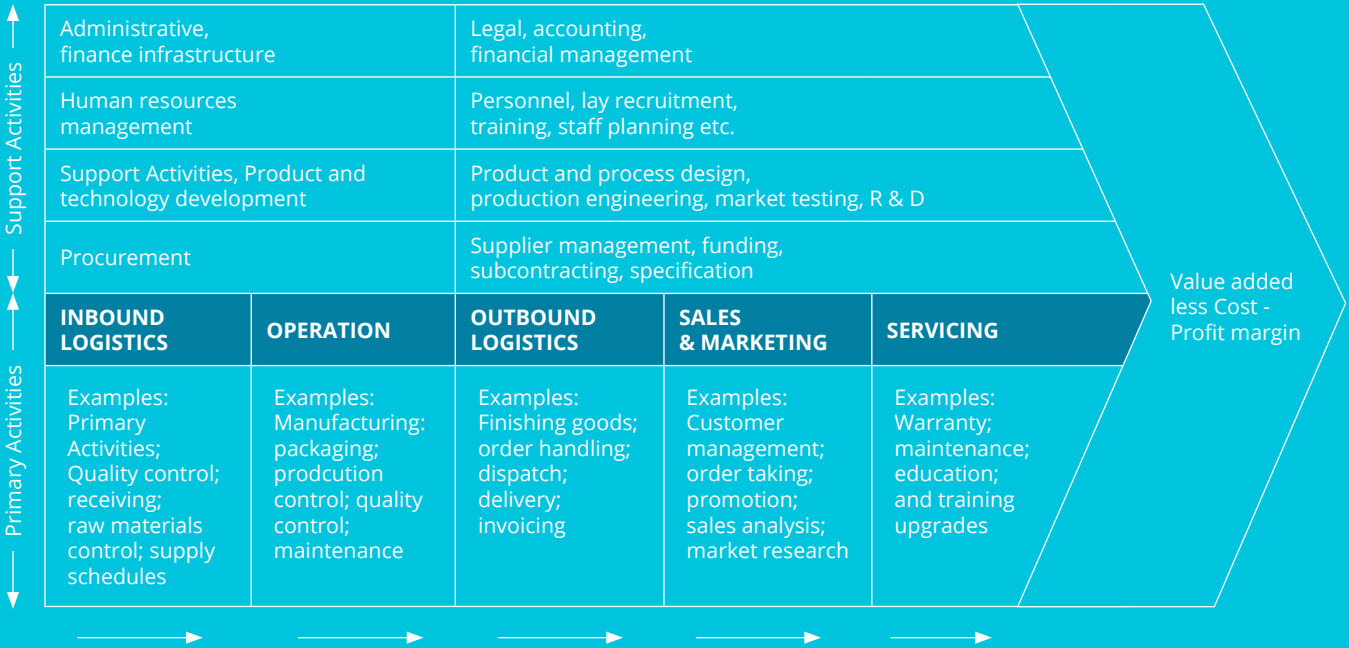 Support Activities
Primary Activities
Administrative,
finance infrastructure
Legal, accounting,
financial management
Human resources
management
Personnel, lay recruitment,
training, staff planning etc.
Support Activities, Product and
technology development
Product and process design,
production engineering, market testing, R & D
Procurement
Supplier management, funding,
subcontracting, specification
INBOUND
LOGISTICS
OPERATION
OUTBOUND
LOGISTICS
SALES
& MARKETING
SERVICING
Examples:
Primary
Activities;
Quality control;
receiving;
raw materials
control; supply
schedules
Examples:
Manufacturing:
packaging;
prodcution
control; quality
control;
maintenance
Examples:
Finishing goods;
order handling;
dispatch;
delivery;
invoicing
Examples:
Customer
management;
order taking;
promotion;
sales analysis;
market research
Examples:
Warranty;
maintenance;
education;
and training
upgrades
Value added
less Cost -
Profit margin